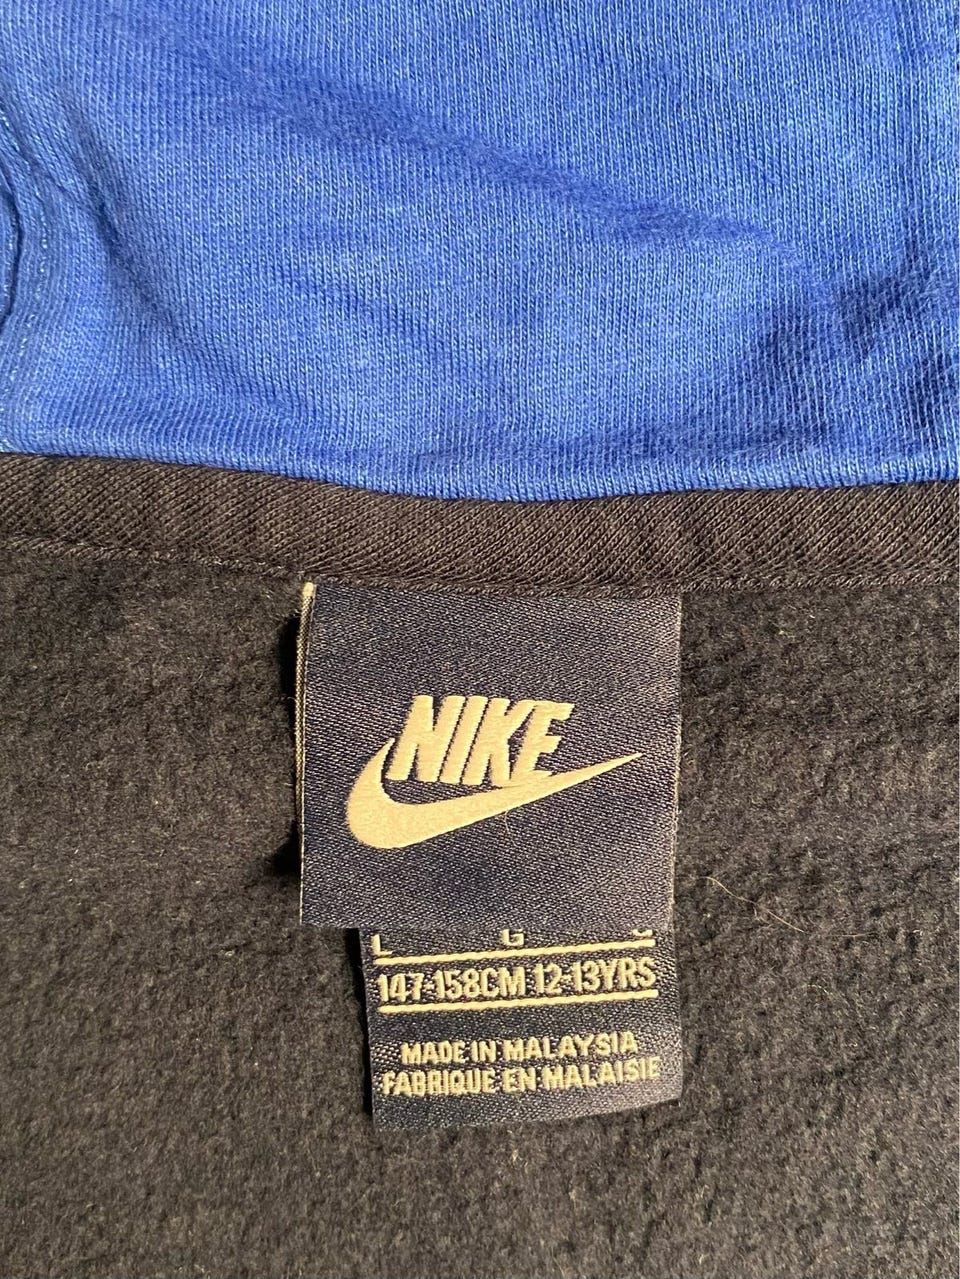 NIKE
L G
147-158CM 12-13YRS
MADE IN MALAYSIA
FABRIQUE EN MALAISIE